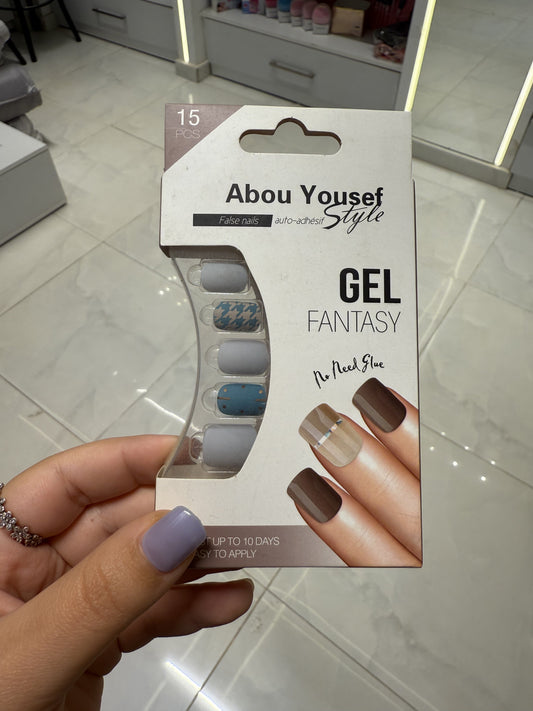 15
PCS
Abou Yousef
Style
False nails
auto-adhésif
GEL
FANTASY
No Need Glue
UP TO 10 DAYS
TO APPLY